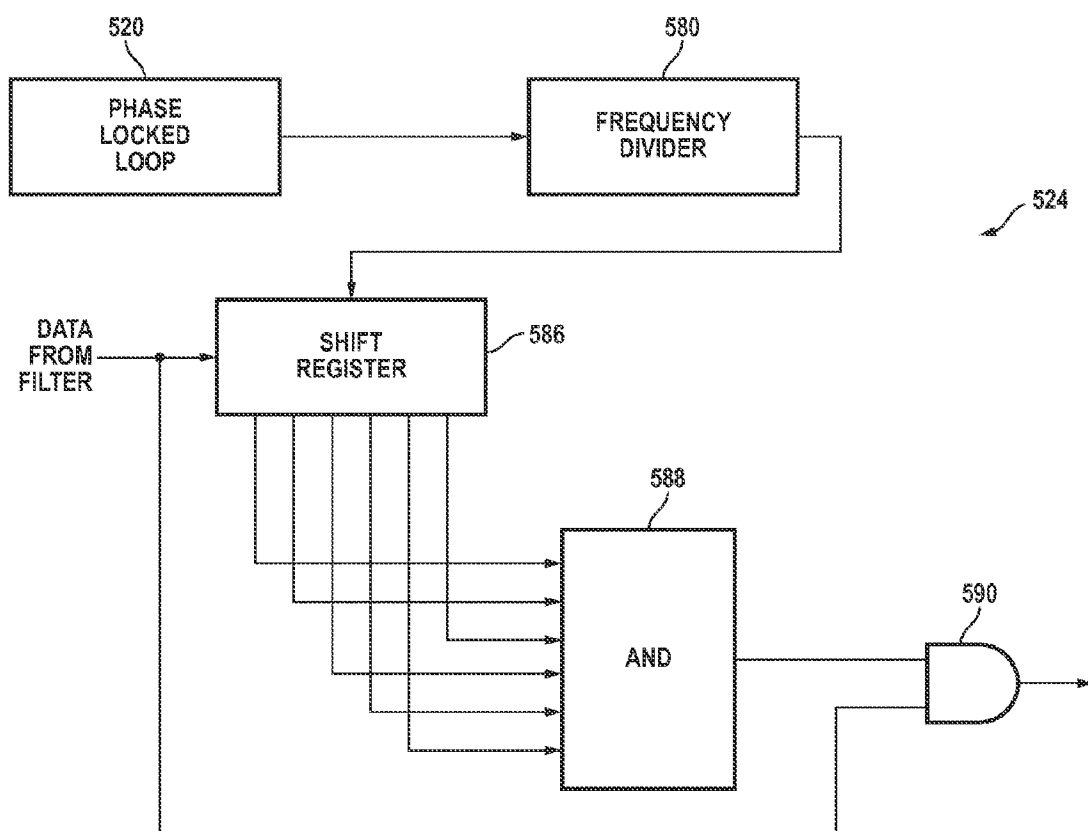 520
PHASE
LOCKED
LOOP
580
FREQUENCY
DIVIDER
524
DATA
FROM
FILTER
SHIFT
REGISTER
586
588
AND
590